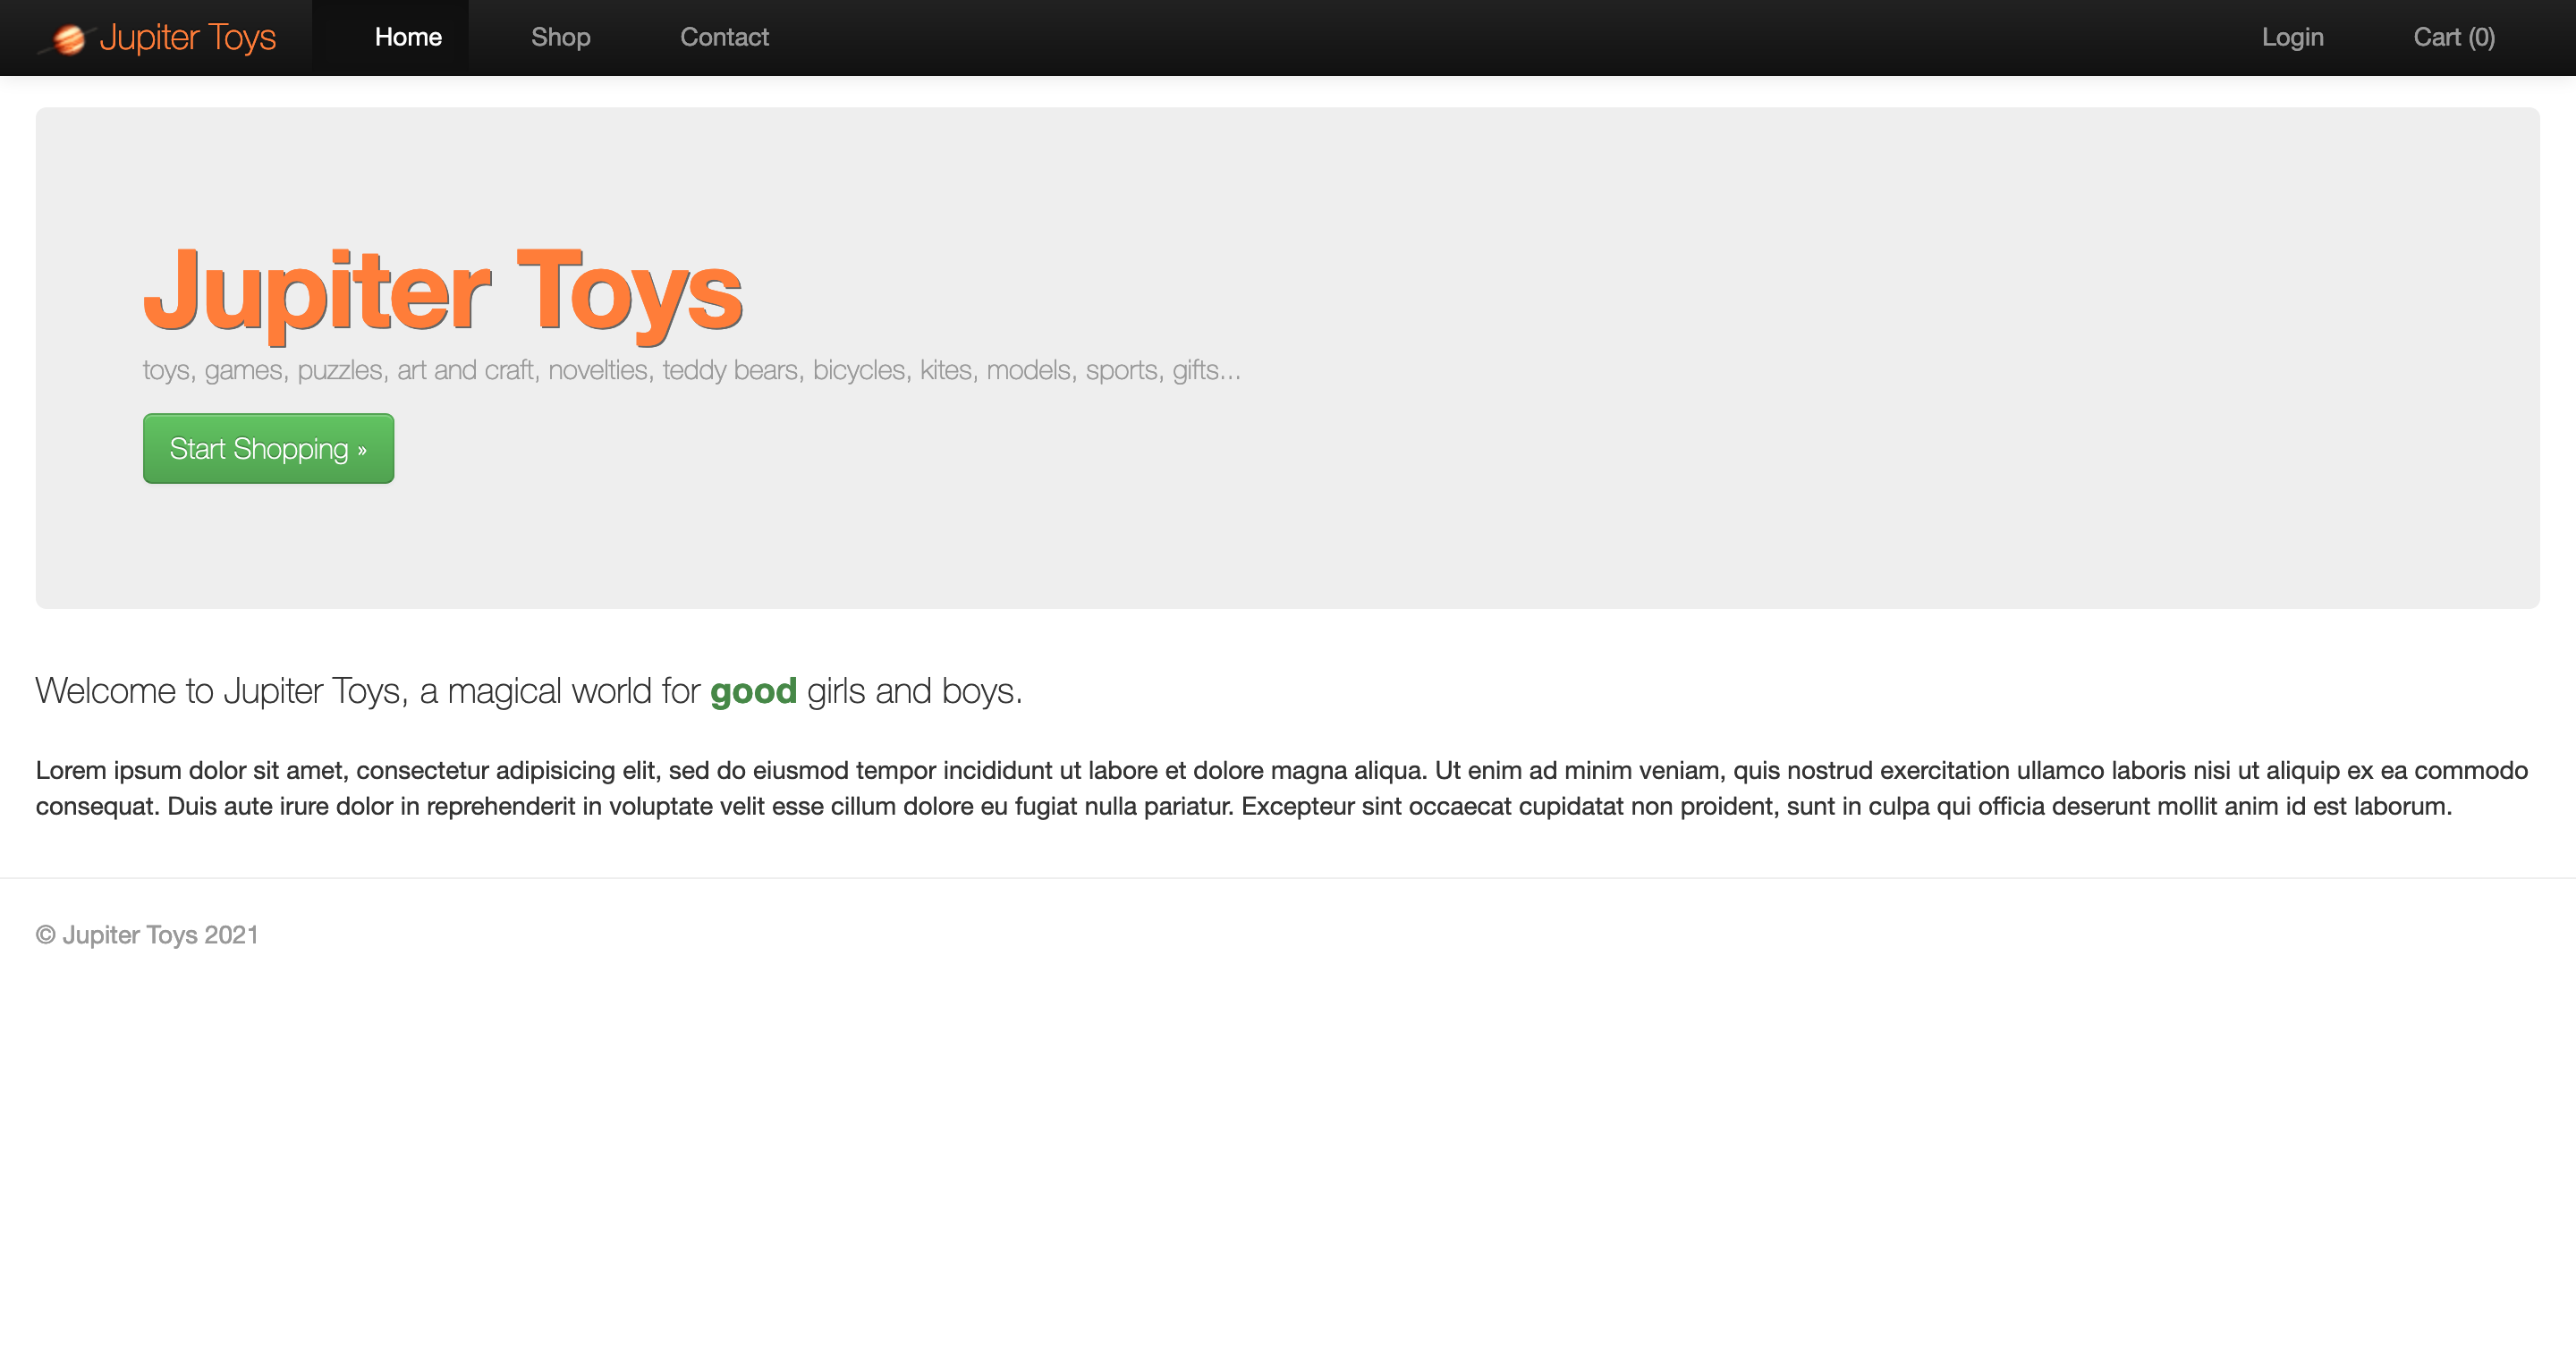 Jupiter Toys
Home
Shop
Contact
Login
Cart (0)
Jupiter Toys
toys, games, puzzles, art and craft, novelties, teddy bears, bicycles, kites, models, sports, gifts...
Start Shopping »
Welcome to Jupiter Toys, a magical world for good girls and boys.
Lorem ipsum dolor sit amet, consectetur adipisicing elit, sed do eiusmod tempor incididunt ut labore et dolore magna aliqua. Ut enim ad minim veniam, quis nostrud exercitation ullamco laboris nisi ut aliquip ex ea commodo
consequat. Duis aute irure dolor in reprehenderit in voluptate velit esse cillum dolore eu fugiat nulla pariatur. Excepteur sint occaecat cupidatat non proident, sunt in culpa qui officia deserunt mollit anim id est laborum.
© Jupiter Toys 2021